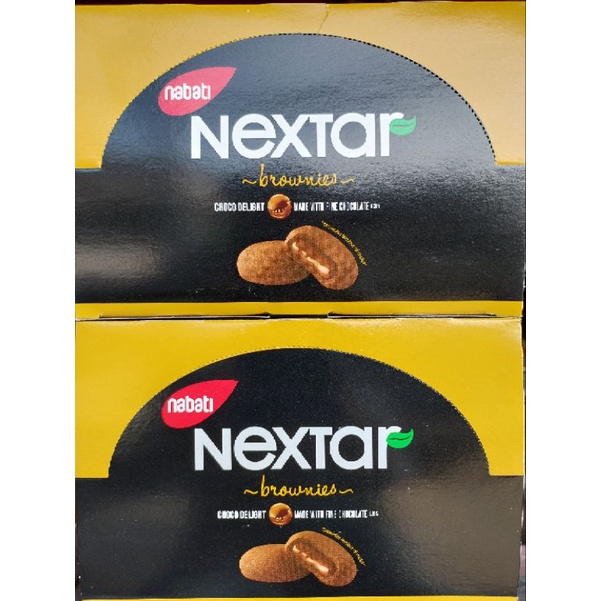 nabati
Nextar
~brownies~
CHOCO DELIGHT MADE WITH FINE CHOCOLATE
nabati
Nextar
~brownies~
CHOCO DELIGHT MADE WITH FINE CHOCOLATE